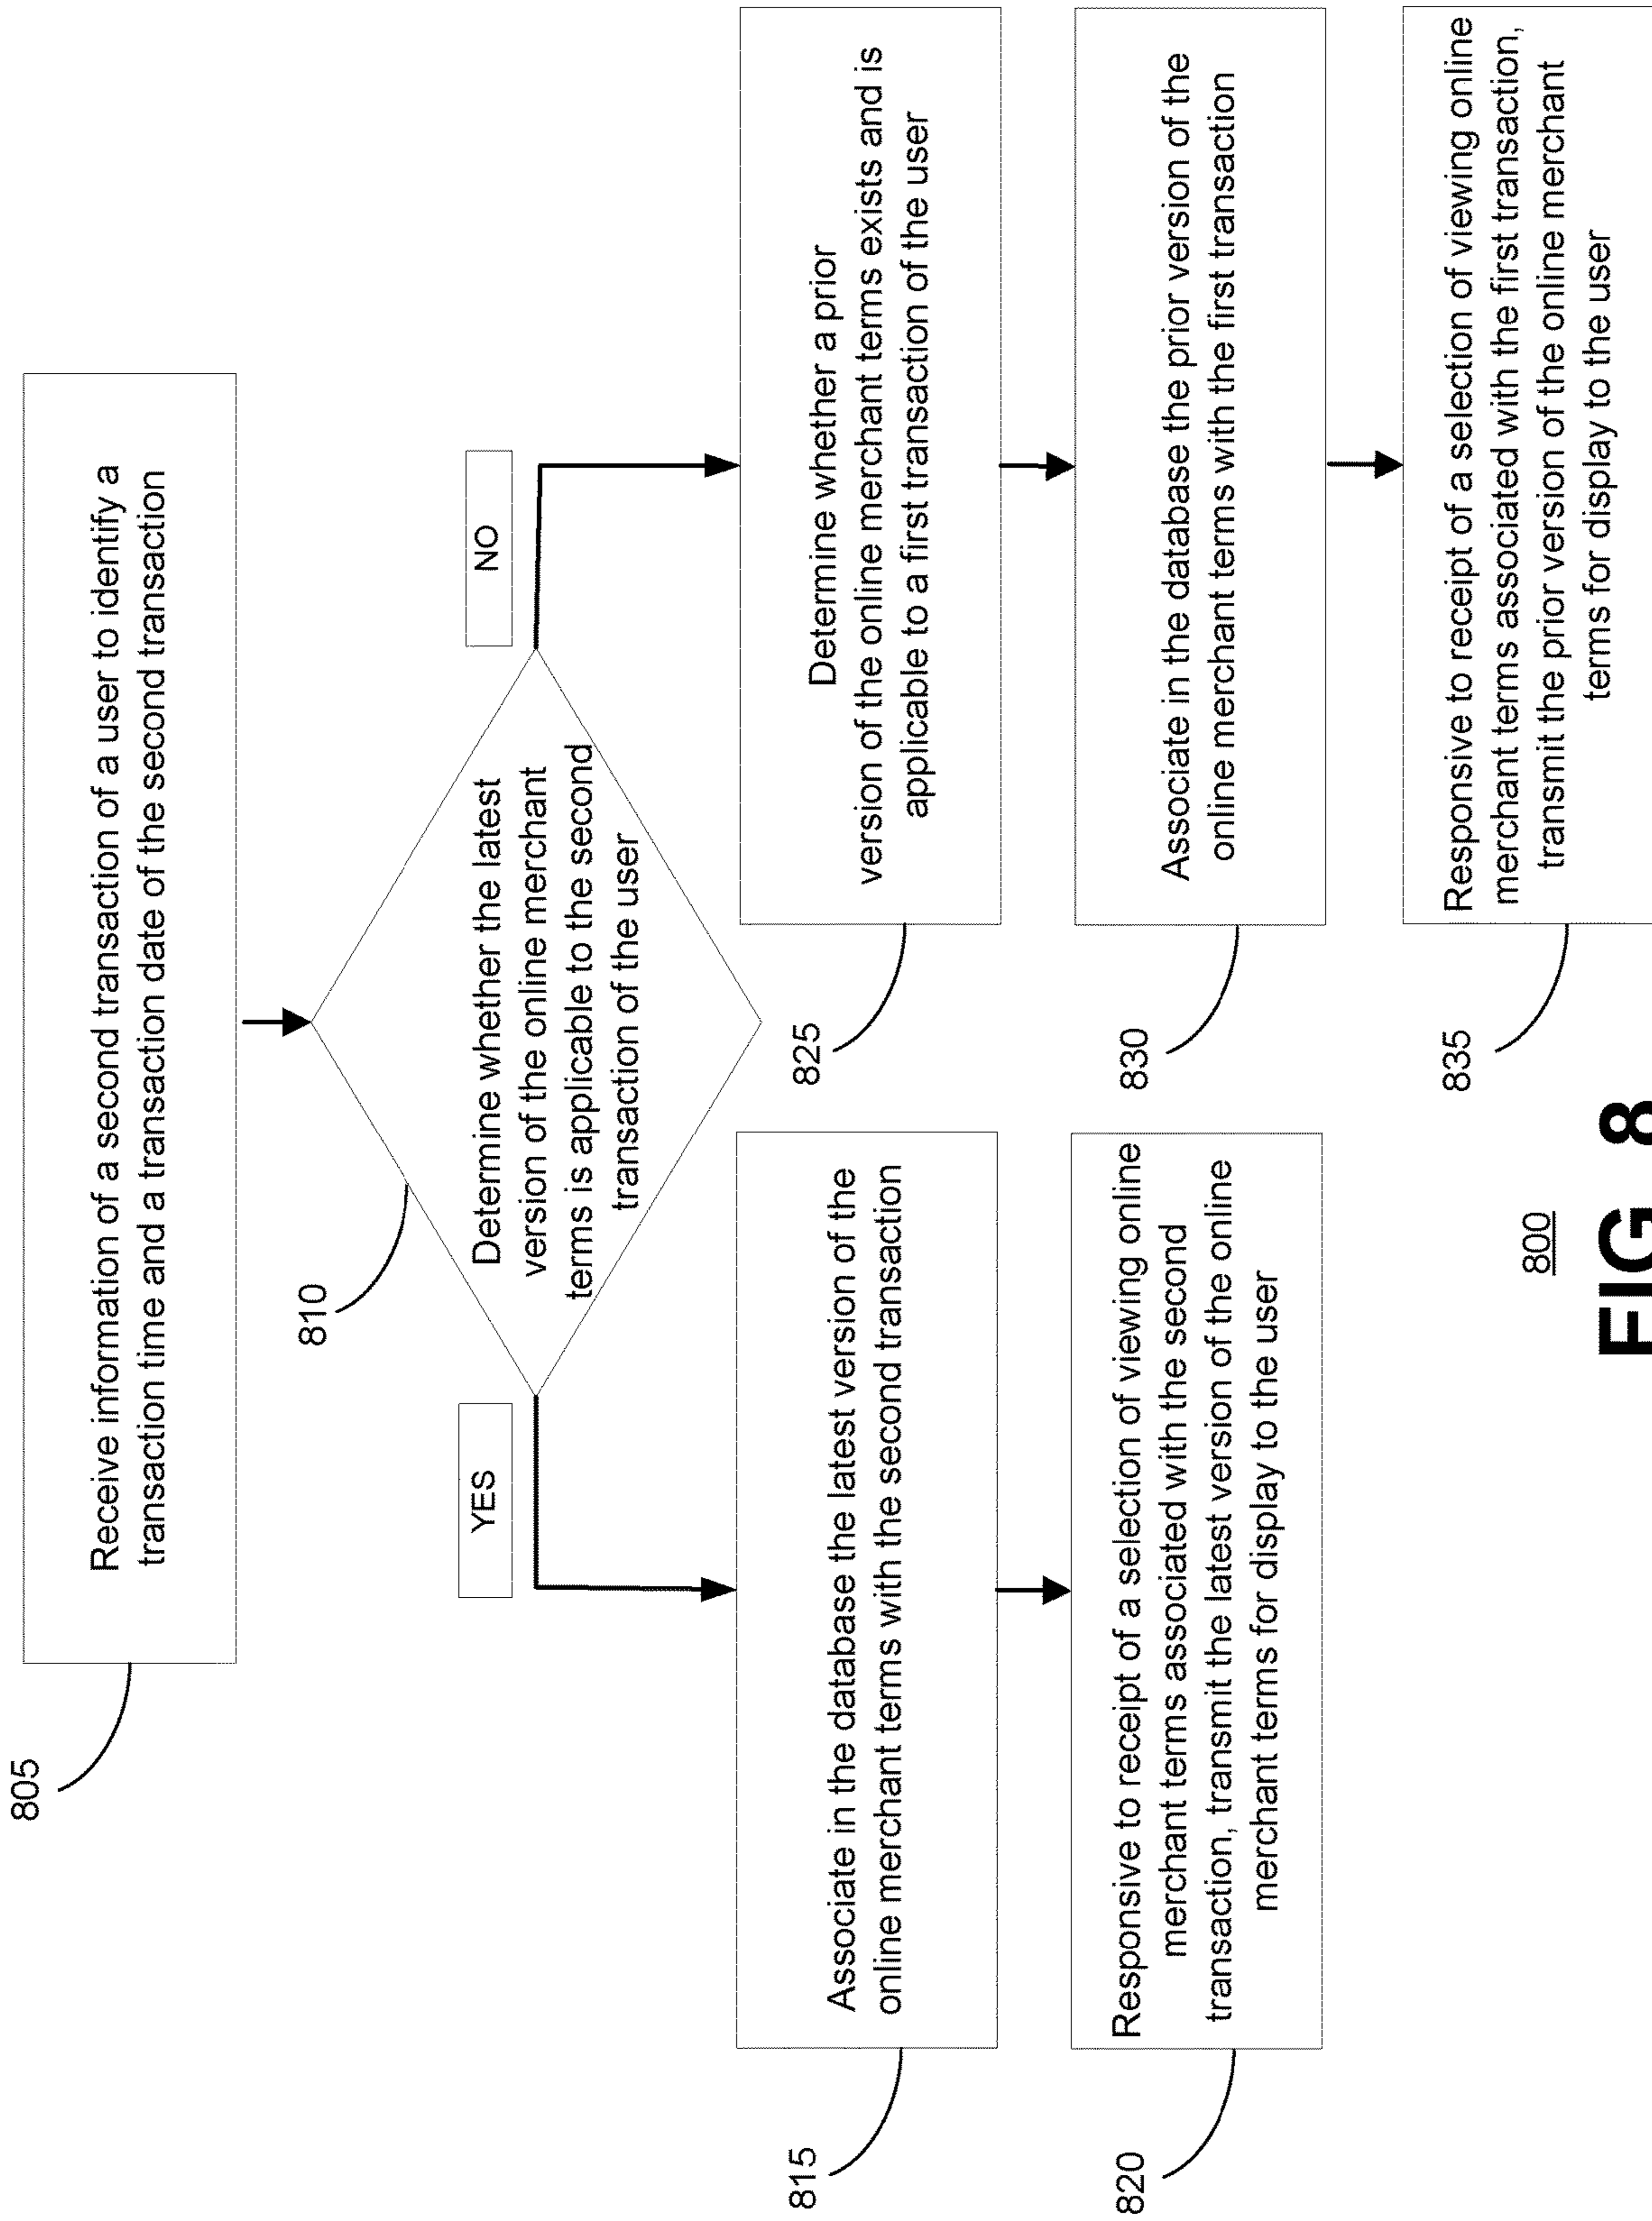 805
Receive information of a second transaction of a user to identify a
transaction time and a transaction date of the second transaction
810
Determine whether the latest
version of the online merchant
terms is applicable to the second
transaction of the user
YES
NO
815
Associate in the database the latest version of the
online merchant terms with the second transaction
820
Responsive to receipt of a selection of viewing online
merchant terms associated with the second
transaction, transmit the latest version of the online
merchant terms for display to the user
825
Determine whether a prior
version of the online merchant terms exists and is
applicable to a first transaction of the user
830
Associate in the database the prior version of the
online merchant terms with the first transaction
835
Responsive to receipt of a selection of viewing online
merchant terms associated with the first transaction,
transmit the prior version of the online merchant
terms for display to the user
800
FIG 8